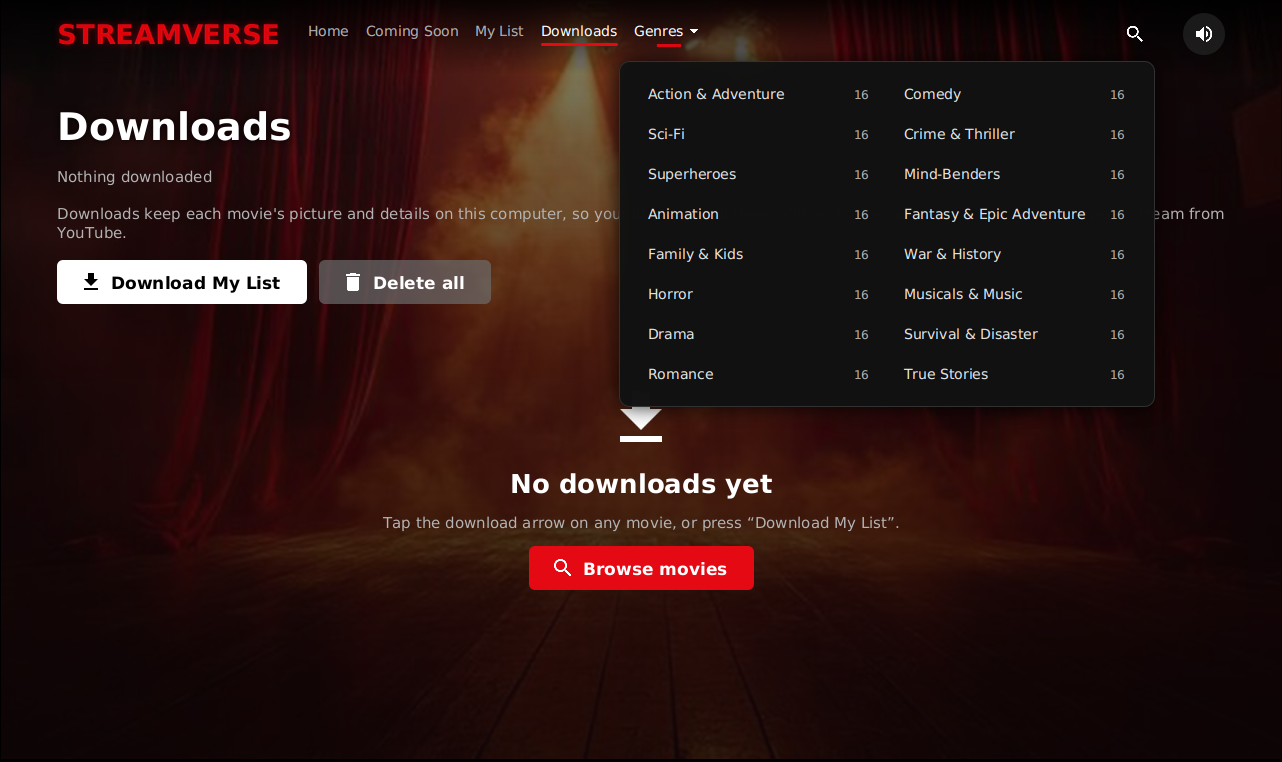 STREAMVERSE
Home
Coming Soon
My List
Downloads
Genres
Action & Adventure 16
Comedy 16
Sci-Fi 16
Crime & Thriller 16
Superheroes 16
Mind-Benders 16
Animation 16
Fantasy & Epic Adventure 16
Family & Kids 16
War & History 16
Horror 16
Musicals & Music 16
Drama 16
Survival & Disaster 16
Romance 16
True Stories 16
Downloads
Nothing downloaded
Downloads keep each movie's picture and details on this computer, so you
from
YouTube.
Download My List
Delete all
No downloads yet
Tap the download arrow on any movie, or press “Download My List”.
Browse movies